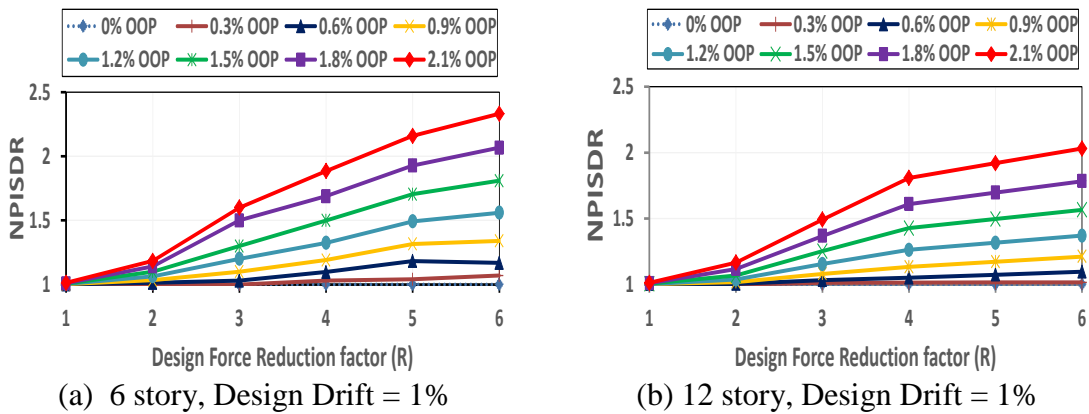 0% OOP 0.3% OOP 0.6% OOP 0.9% OOP
1.2% OOP 1.5% OOP 1.8% OOP 2.1% OOP
2.5
2
1.5
1
NPISDR
1 2 3 4 5 6
Design Force Reduction factor (R)
(a) 6 story, Design Drift = 1%
0% OOP 0.3% OOP 0.6% OOP 0.9% OOP
1.2% OOP 1.5% OOP 1.8% OOP 2.1% OOP
2.5
2
1.5
1
NPISDR
1 2 3 4 5 6
Design Force Reduction factor (R)
(b) 12 story, Design Drift = 1%